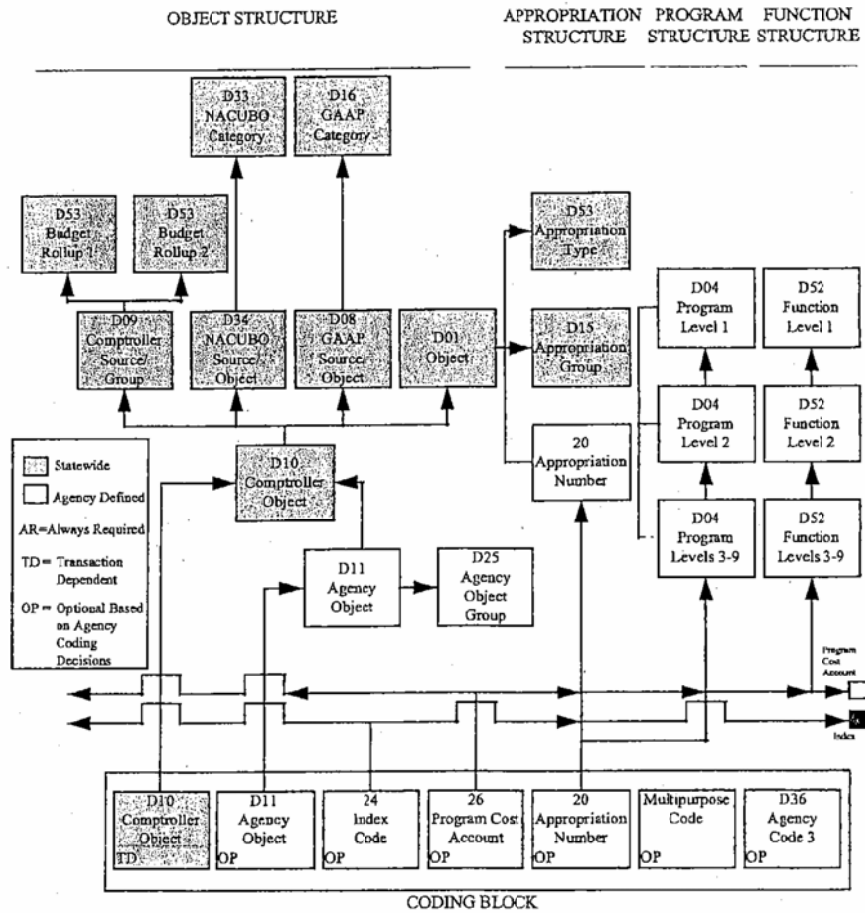 OBJECT STRUCTURE
APPROPRIATION
STRUCTURE
PROGRAM
STRUCTURE
FUNCTION
STRUCTURE
D33
NACUBO
Category
D16
GAAP
Category
D53
Budget
Rollup 1
D53
Budget
Rollup 2
D53
Appropriation
Type
D04
Program
Level 1
D52
Function
Level 1
D09
Comptroller
Source/
Group
D34
NACUBO
Source/
Object
D08
GAAP
Source/
Object
D01
Object
D15
Appropriation
Group
D04
Program
Level 2
D52
Function
Level 2
Statewide
Agency Defined
AR=Always Required
TD = Transaction
Dependent
OP = Optional Based
on Agency
Coding
Decisions
D10
Comptroller
Object
20
Appropriation
Number
D04
Program
Levels 3-9
D52
Function
Levels 3-9
D11
Agency
Object
D25
Agency
Object
Group
Program
Cost
Account
Index
D10
Comptroller
Object
TD
D11
Agency
Object
OP
24
Index
Code
OP
26
Program Cost
Account
OP
20
Appropriation
Number
OP
Multipurpose
Code
OP
D36
Agency
Code 3
OP
CODING BLOCK